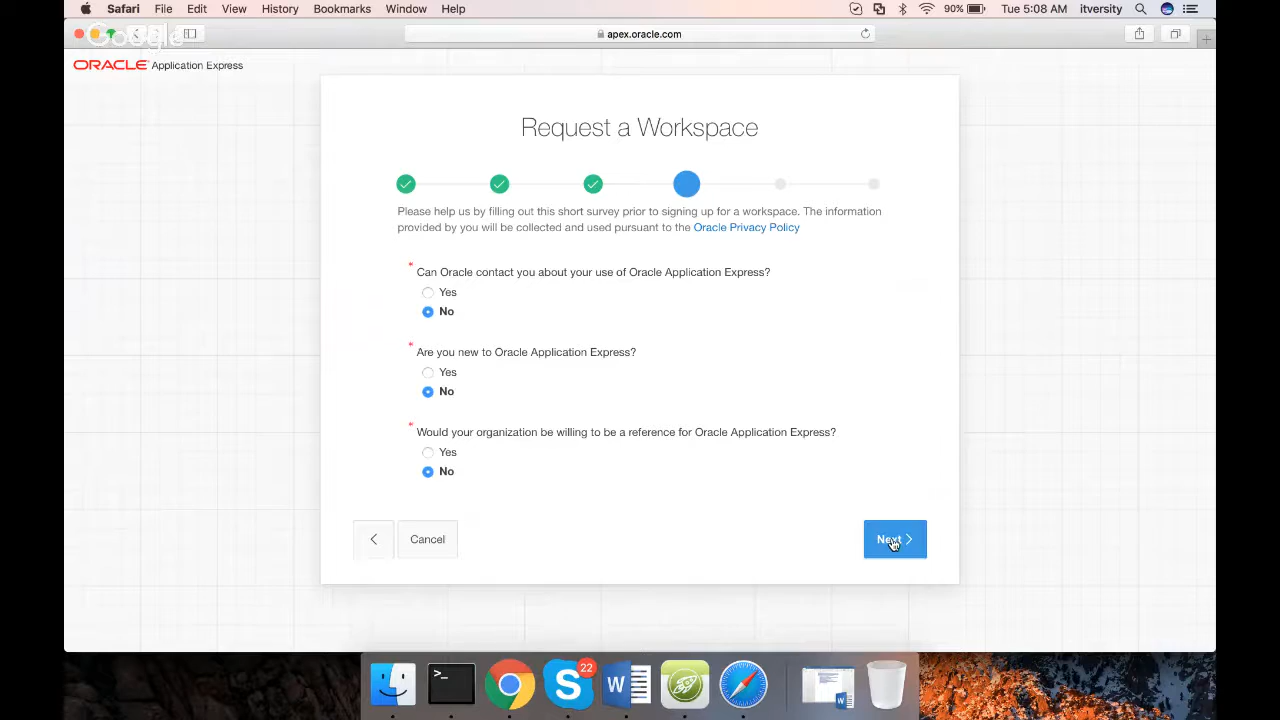 Safari File Edit View History Bookmarks Window Help 90% Tue 5:08 AM itversity
Google
apex.oracle.com
ORACLE Application Express
Request a Workspace
Please help us by filling out this short survey prior to signing up for a workspace. The information
provided by you will be collected and used pursuant to the Oracle Privacy Policy
* Can Oracle contact you about your use of Oracle Application Express?
Yes
No
* Are you new to Oracle Application Express?
Yes
No
* Would your organization be willing to be a reference for Oracle Application Express?
Yes
No
Cancel
Next
>_
S
22
W